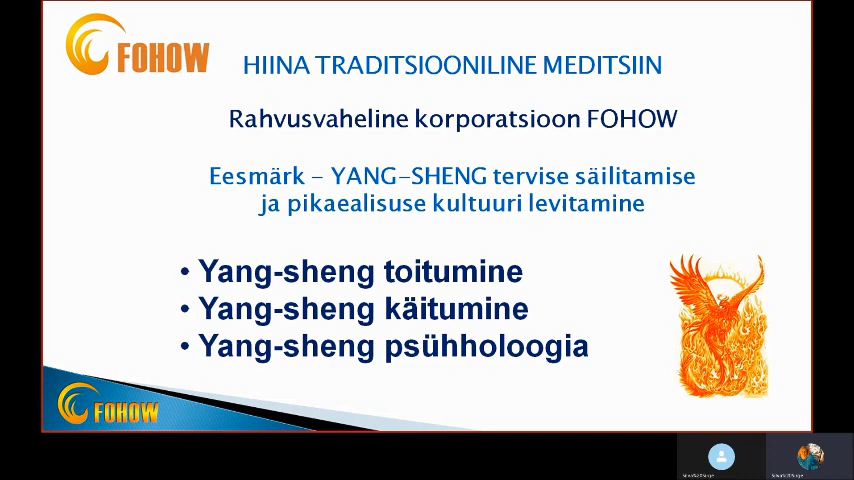 FOHOW
HIINA TRADITSIOONILINE MEDITSIIN
Rahvusvaheline korporatsioon FOHOW
Eesmärk – YANG-SHENG tervise säilitamise
ja pikaealisuse kultuuri levitamine
• Yang-sheng toitumine
• Yang-sheng käitumine
• Yang-sheng psühholoogia
FOHOW